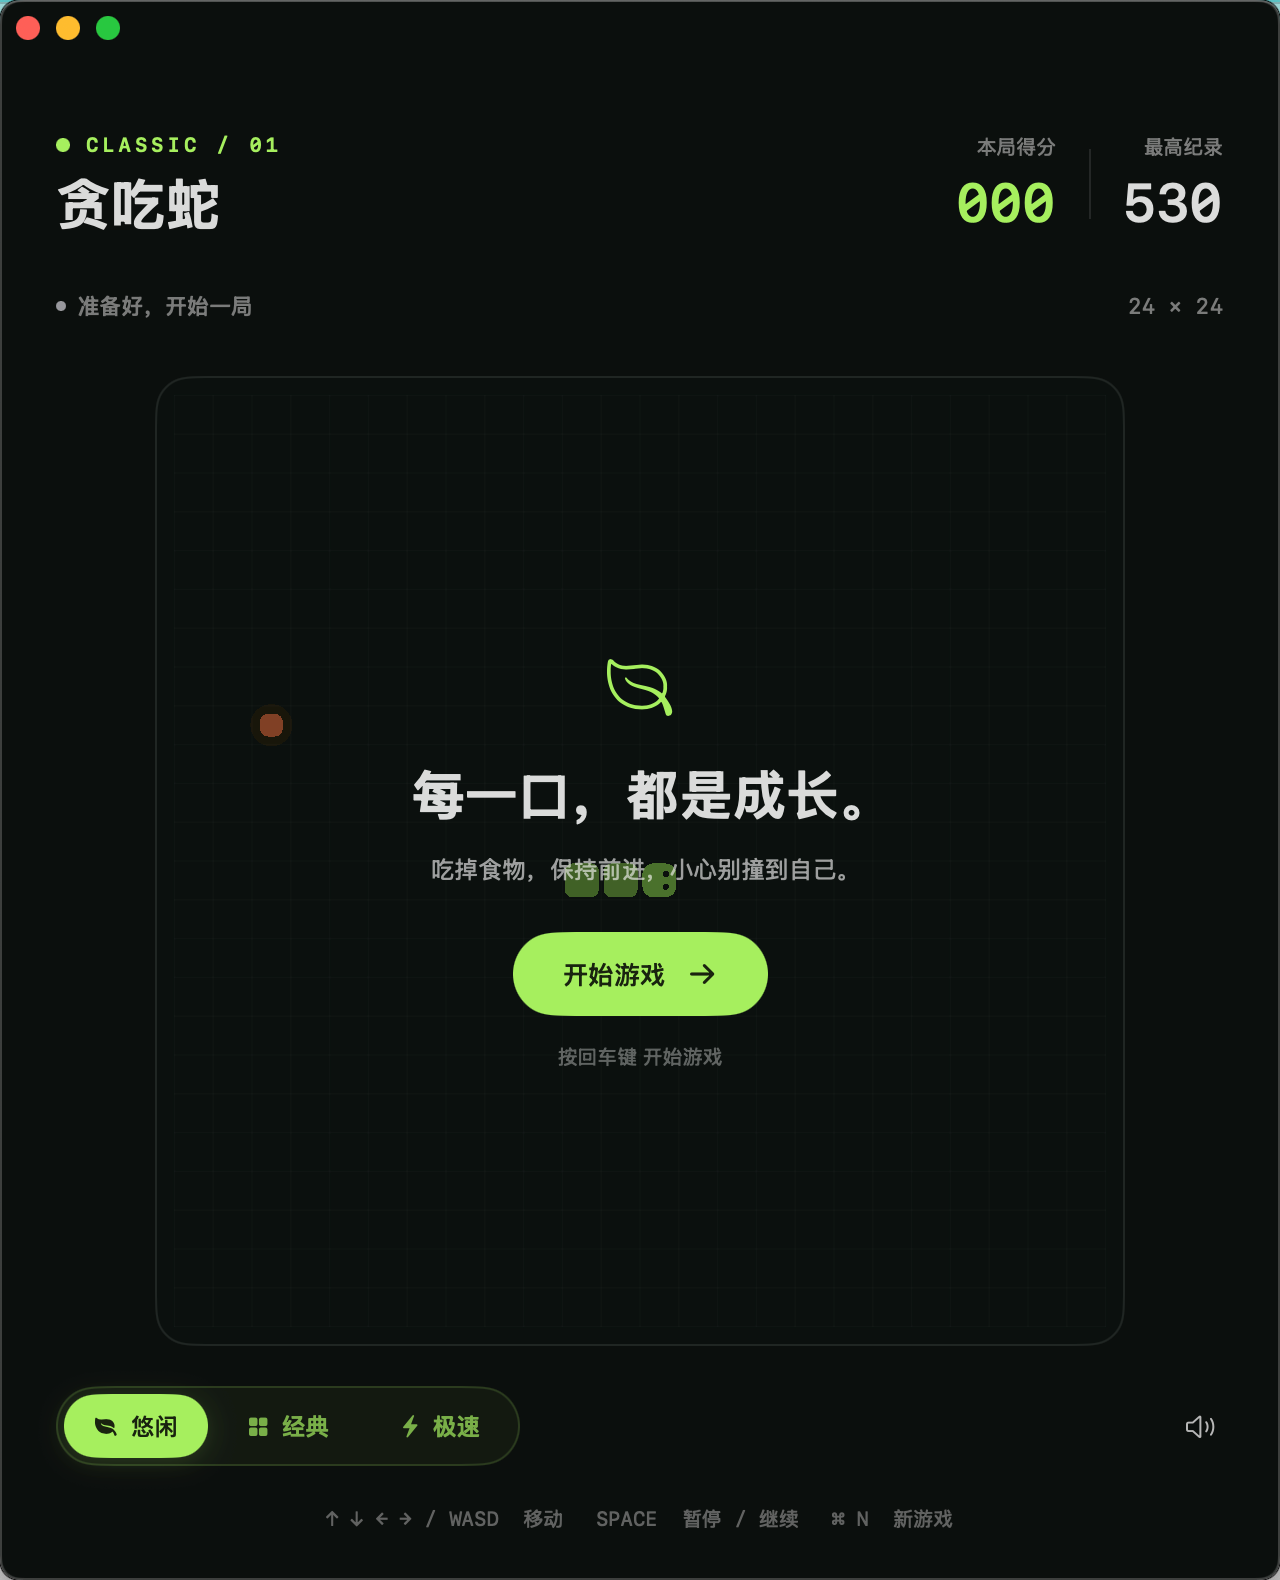 CLASSIC / 01
贪吃蛇
本局得分
000
最高纪录
530
准备好，开始一局
24 × 24
每一口，都是成长。
吃掉食物，保持前进，小心别撞到自己。
开始游戏 →
按回车键 开始游戏
悠闲
经典
极速
↑ ↓ ← → / WASD 移动 SPACE 暂停 / 继续 ⌘ N 新游戏